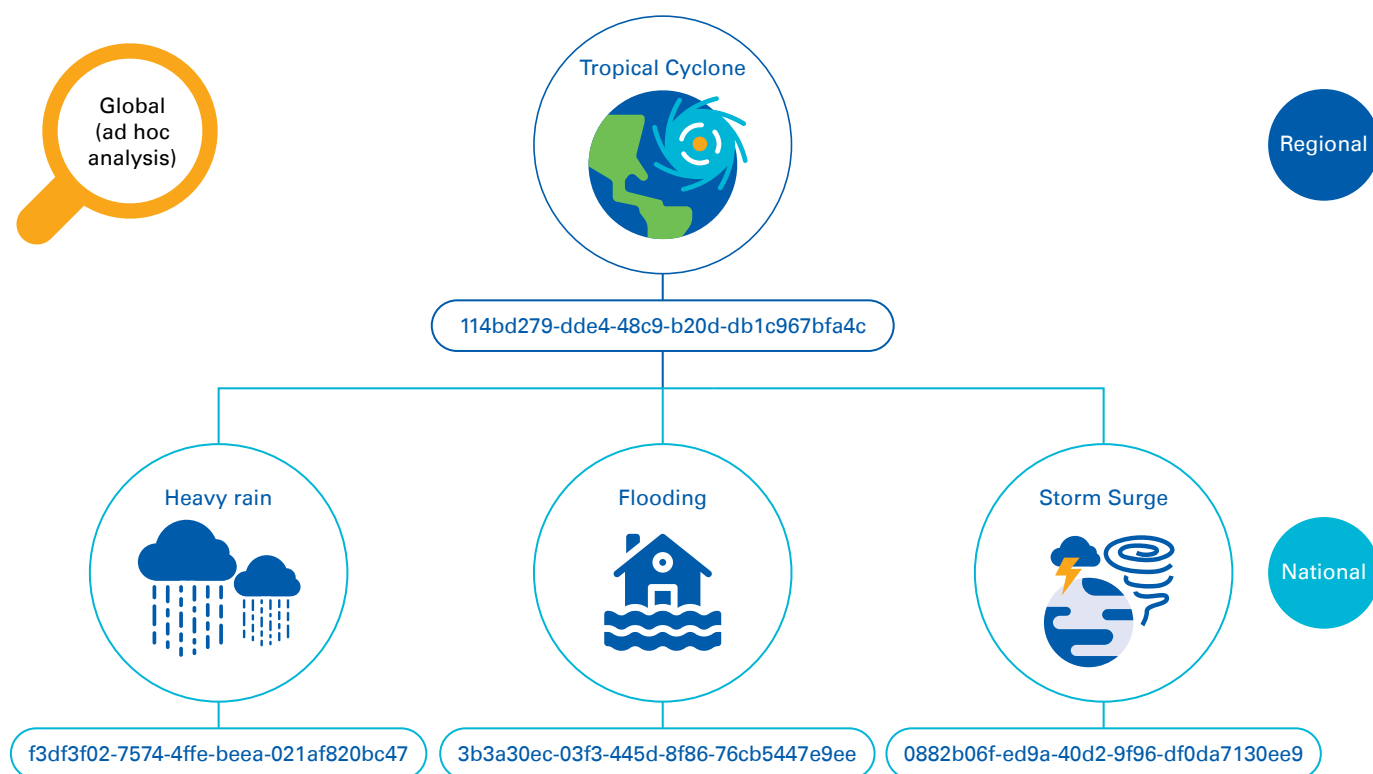 Tropical Cyclone
Global
(ad hoc
analysis)
Regional
114bd279-dde4-48c9-b20d-db1c967bfa4c
Heavy rain
Flooding
Storm Surge
National
f3df3f02-7574-4ffe-beea-021af820bc47
3b3a30ec-03f3-445d-8f86-76cb5447e9ee
0882b06f-ed9a-40d2-9f96-df0da7130ee9